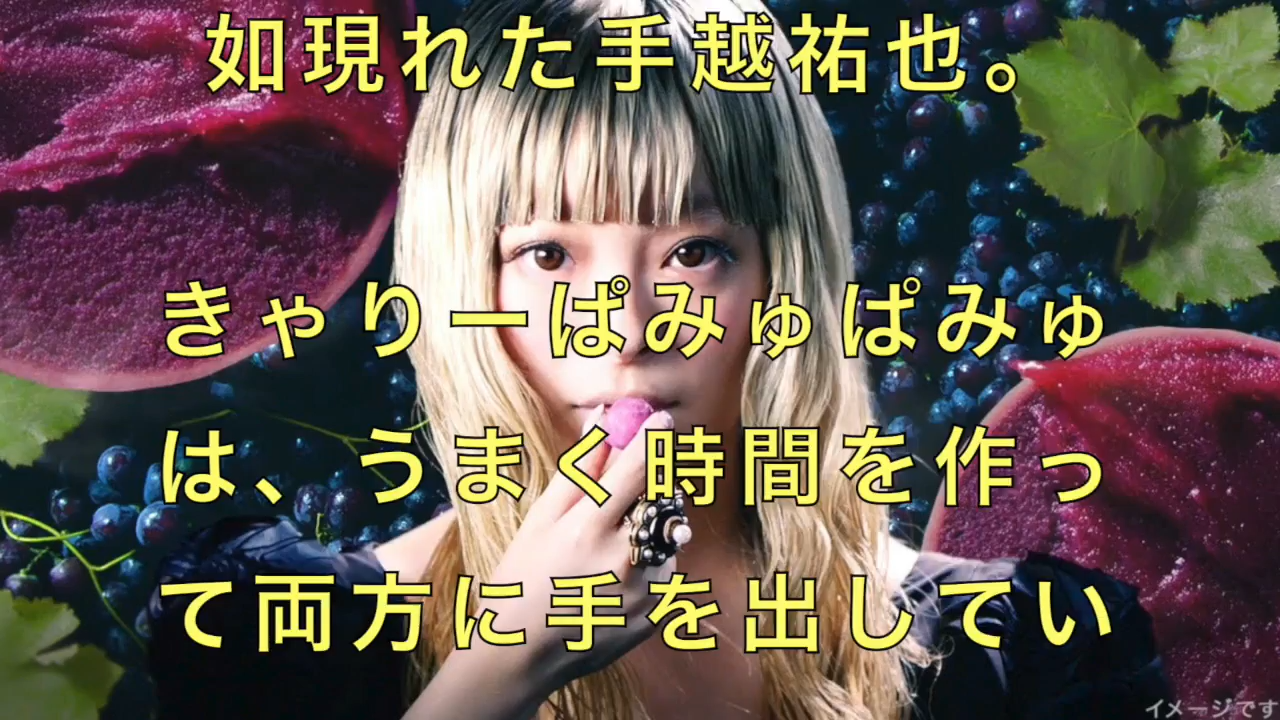 如現れた手越祐也。
きゃりーぱみゅぱみゅ
は、うまく時間を作っ
て両方に手を出してい
イメージです